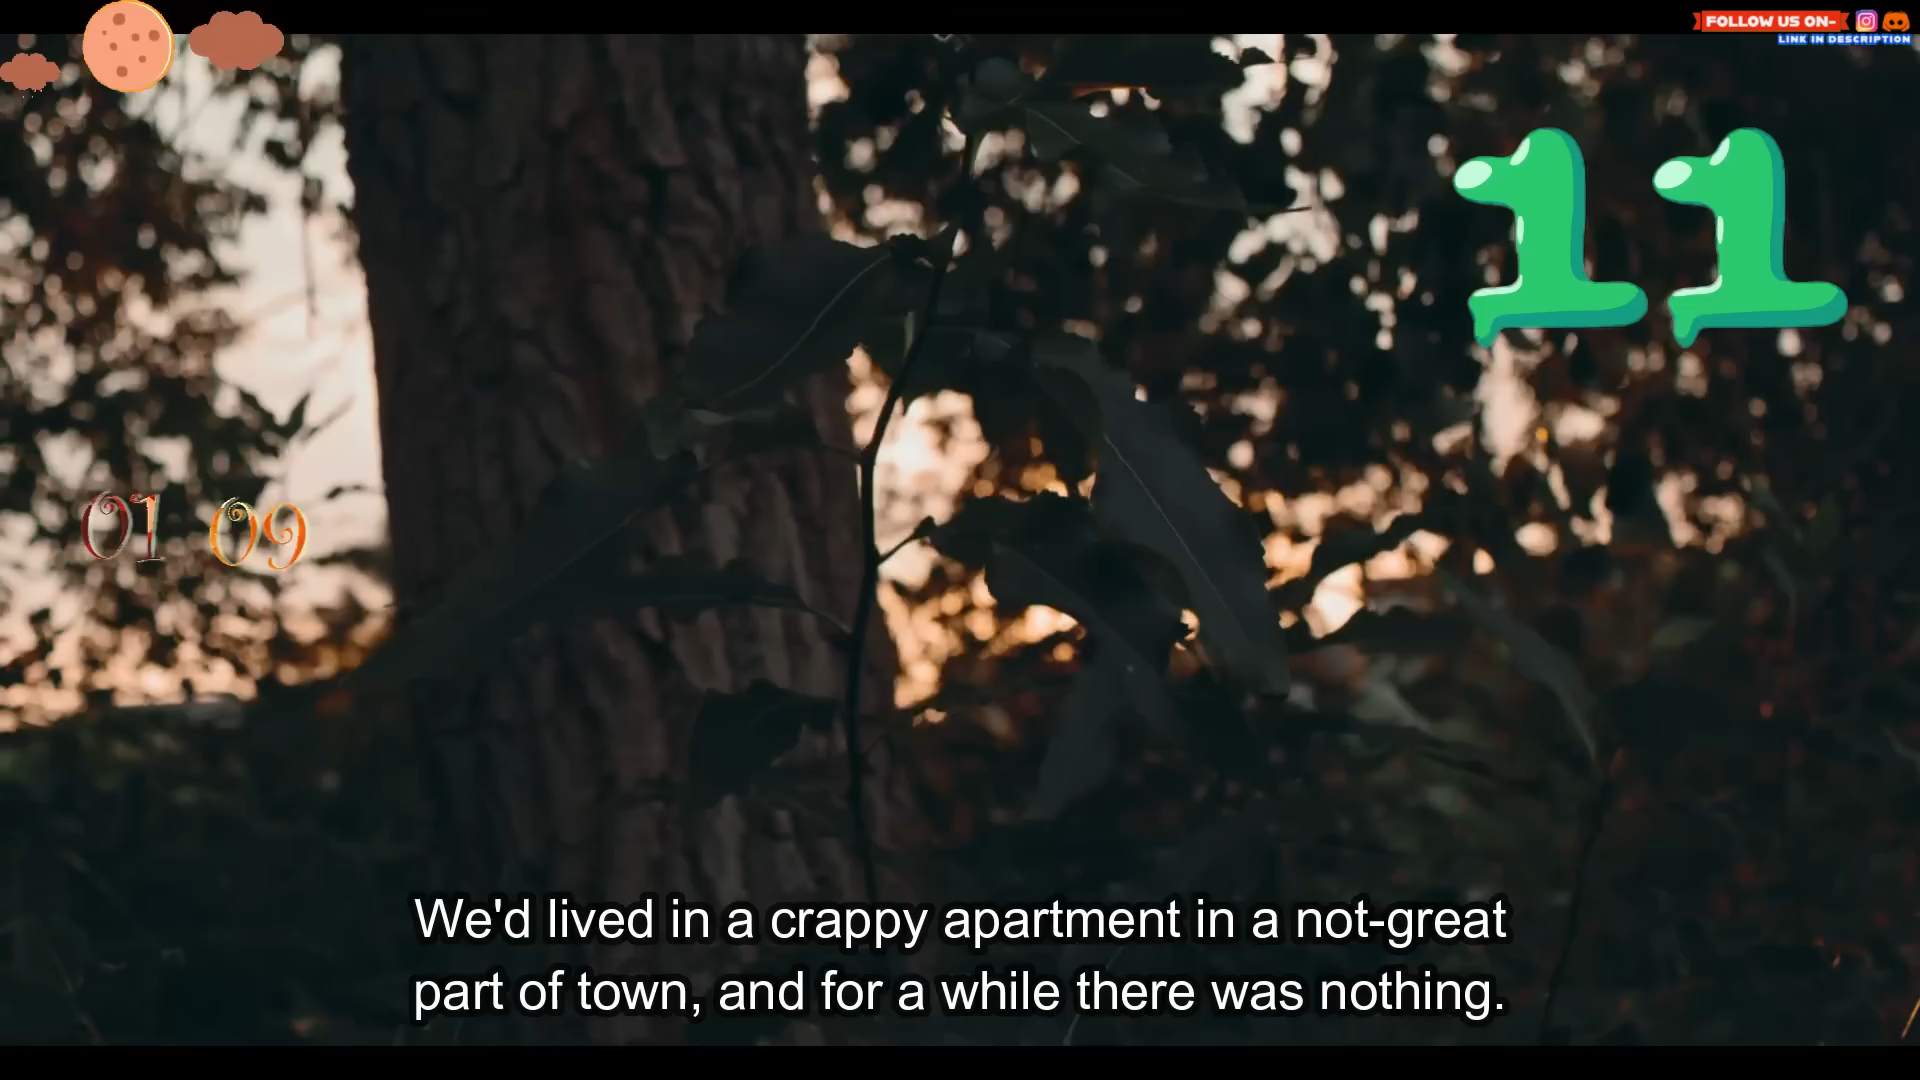 FOLLOW US ON-
LINK IN DESCRIPTION
11
01 09
We'd lived in a crappy apartment in a not-great
part of town, and for a while there was nothing.